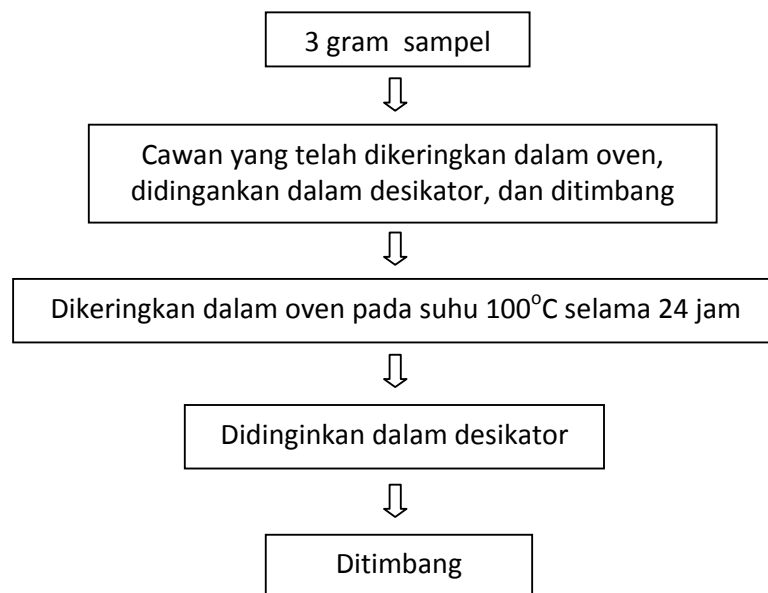 3 gram  sampel
Cawan yang telah dikeringkan dalam oven,
didingankan dalam desikator, dan ditimbang
Dikeringkan dalam oven pada suhu 100°C selama 24 jam
Didinginkan dalam desikator
Ditimbang